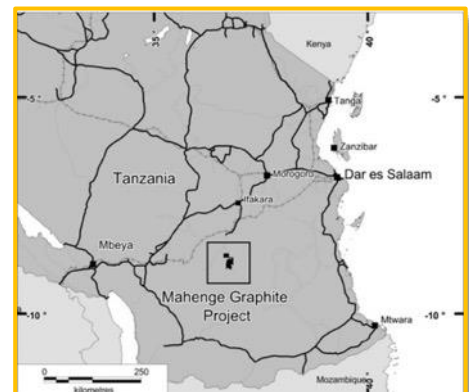 35
40
Kenya
-5
-5
Tanga
Zanzibar
Tanzania
Morogoro
Dar es Salaam
Ifakara
Mbeya
Mahenge Graphite
Project
-10
-10
Mtwara
0
250
kilometres
Mozambique